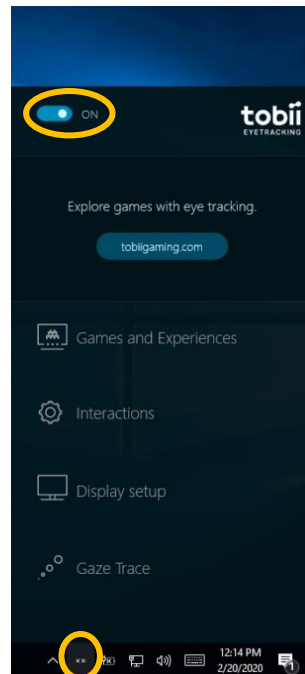 ON
tobii
EYETRACKING
Explore games with eye tracking.
tobiigaming.com
Games and Experiences
Interactions
Display setup
Gaze Trace
12:14 PM
2/20/2020
1